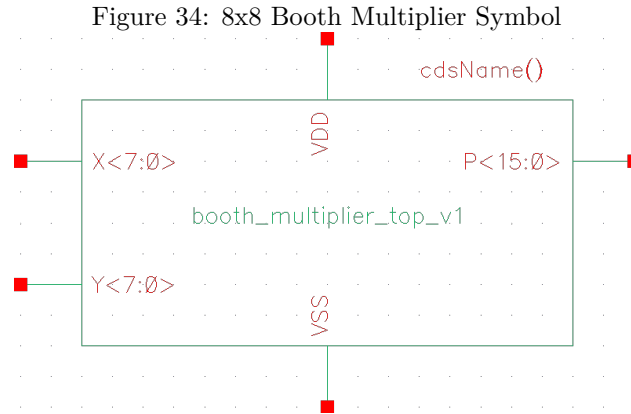 Figure 34: 8x8 Booth Multiplier Symbol
cdsName()
VDD
X<7:0>
P<15:0>
booth_multiplier_top_v1
Y<7:0>
VSS